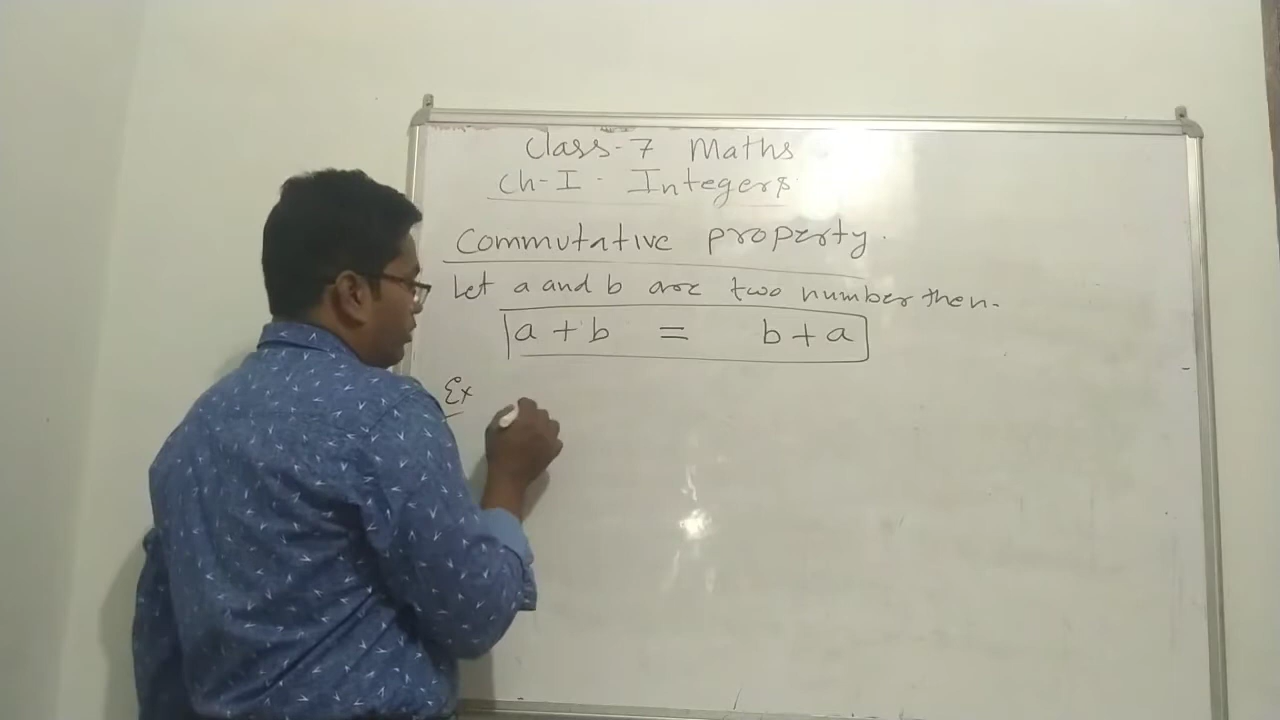 Class-7 Maths
Ch-I Integers
Commutative property.
Let a and b are two number then.
a + b = b + a
Ex